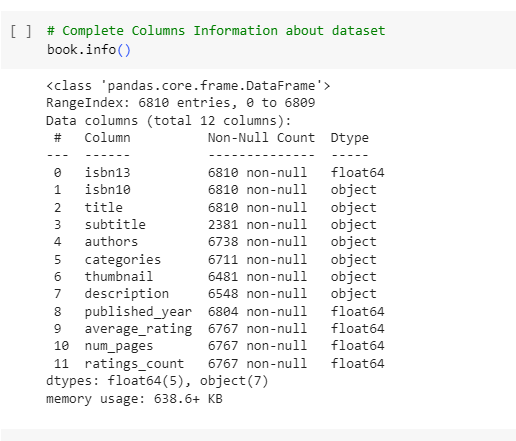 [ ] # Complete Columns Information about dataset
book.info()
<class 'pandas.core.frame.DataFrame'>
RangeIndex: 6810 entries, 0 to 6809
Data columns (total 12 columns):
 #   Column          Non-Null Count  Dtype
---  ------          --------------  -----
 0   isbn13          6810 non-null   float64
 1   isbn10          6810 non-null   object
 2   title           6810 non-null   object
 3   subtitle        2381 non-null   object
 4   authors         6738 non-null   object
 5   categories      6711 non-null   object
 6   thumbnail       6481 non-null   object
 7   description     6548 non-null   object
 8   published_year  6804 non-null   float64
 9   average_rating  6767 non-null   float64
 10  num_pages       6767 non-null   float64
 11  ratings_count   6767 non-null   float64
dtypes: float64(5), object(7)
memory usage: 638.6+ KB